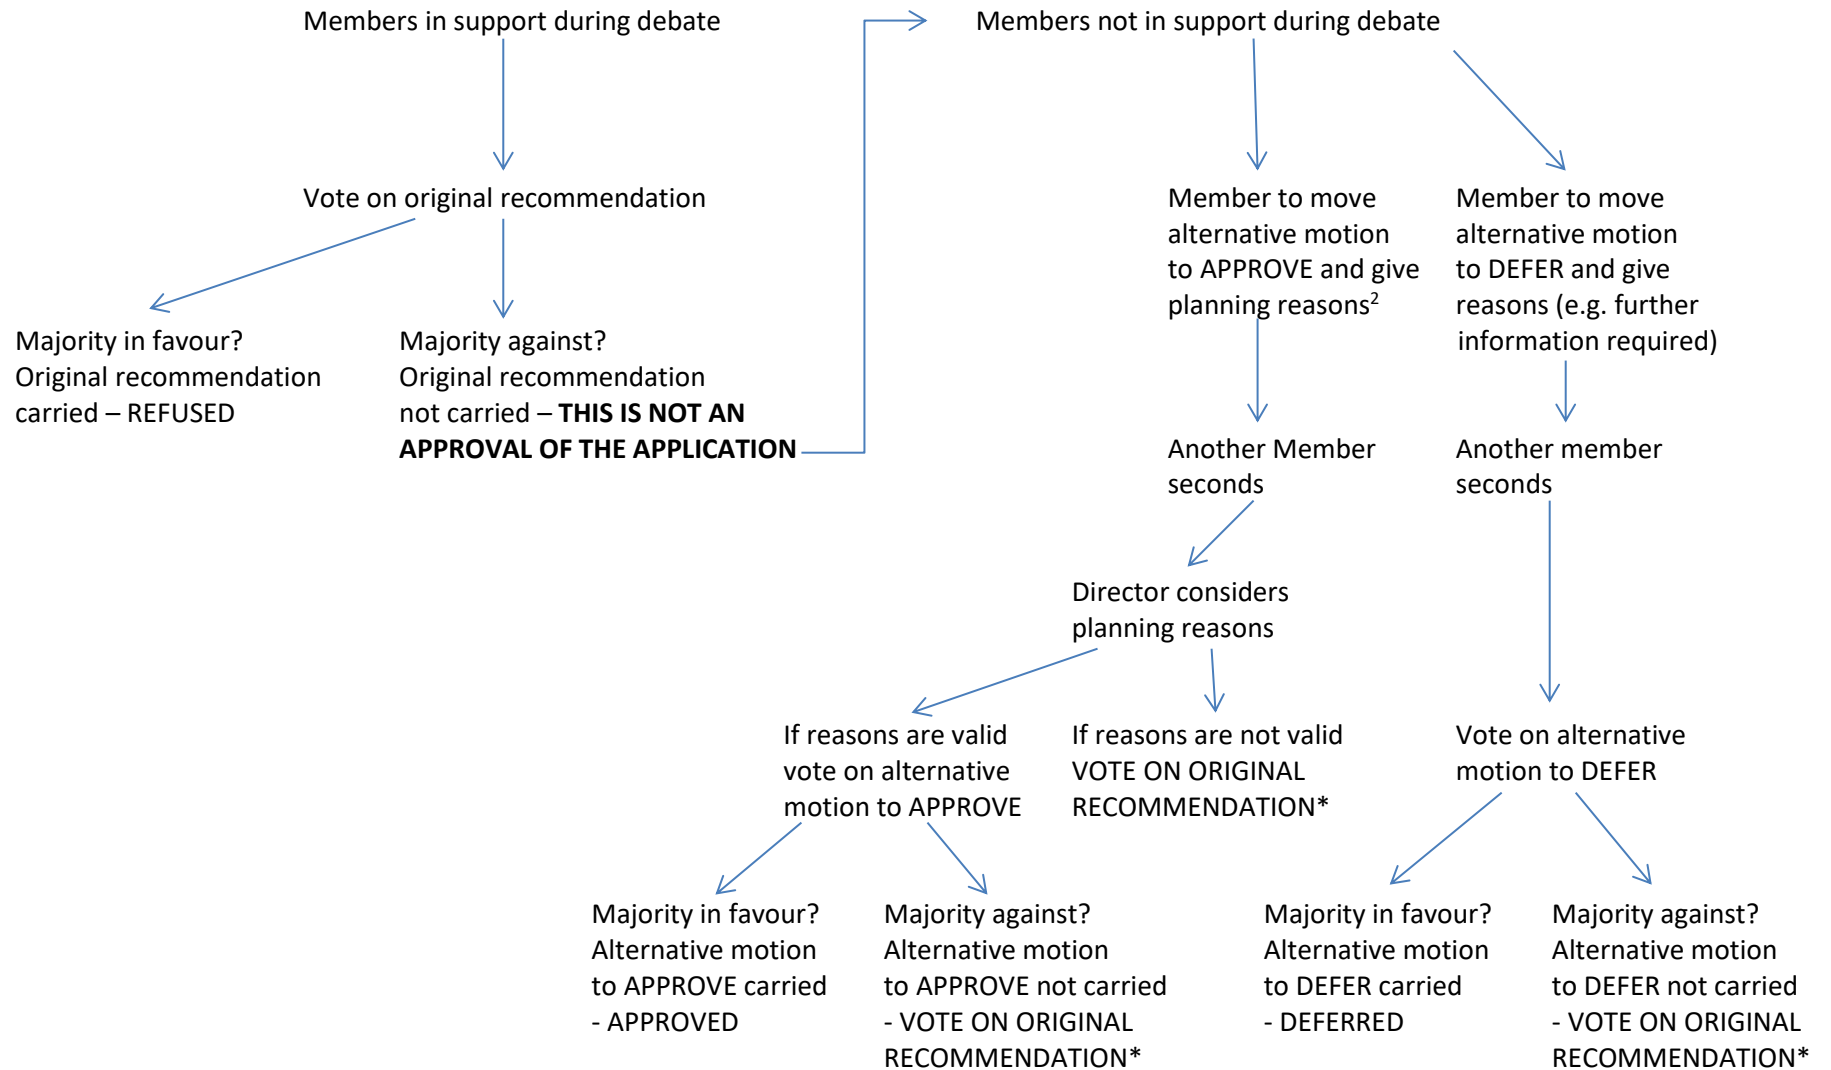 Members in support during debate
Members not in support during debate
Vote on original recommendation
Majority in favour?
Original recommendation
carried – REFUSED
Majority against?
Original recommendation
not carried – THIS IS NOT AN
APPROVAL OF THE APPLICATION
Member to move
alternative motion
to APPROVE and give
planning reasons²
Member to move
alternative motion
to DEFER and give
reasons (e.g. further
information required)
Another Member
seconds
Another member
seconds
Director considers
planning reasons
If reasons are valid
vote on alternative
motion to APPROVE
If reasons are not valid
VOTE ON ORIGINAL
RECOMMENDATION*
Vote on alternative
motion to DEFER
Majority in favour?
Alternative motion
to APPROVE carried
- APPROVED
Majority against?
Alternative motion
to APPROVE not carried
- VOTE ON ORIGINAL
RECOMMENDATION*
Majority in favour?
Alternative motion
to DEFER carried
- DEFERRED
Majority against?
Alternative motion
to DEFER not carried
- VOTE ON ORIGINAL
RECOMMENDATION*